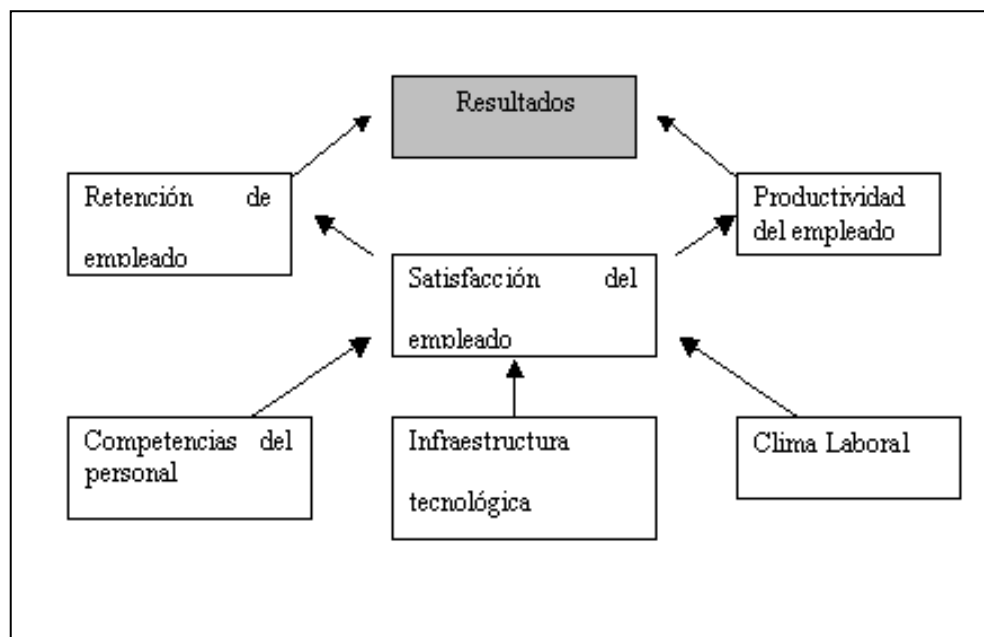 Resultados
Retención de
empleado
Productividad
del empleado
Satisfacción del
empleado
Competencias del
personal
Infraestructura
tecnológica
Clima Laboral